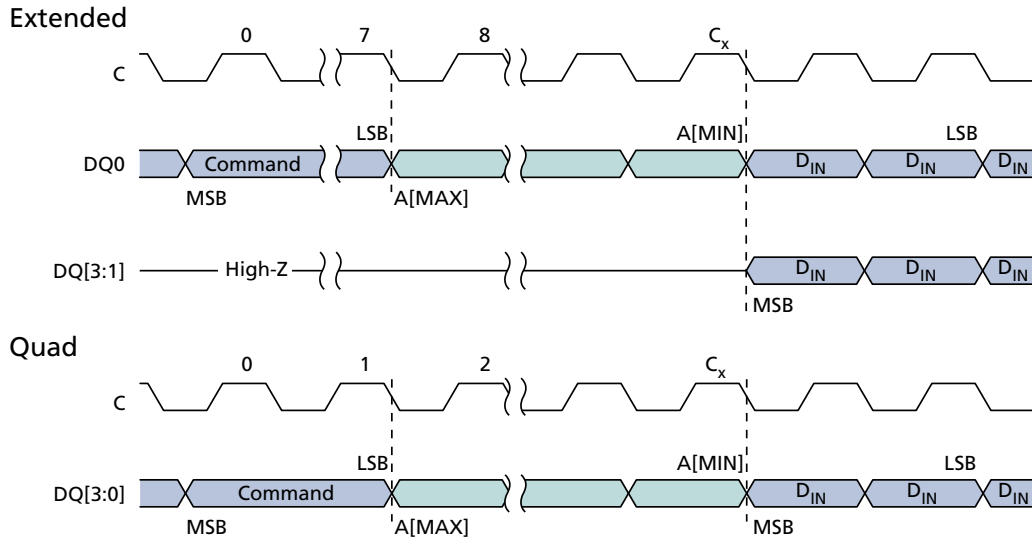 Extended
0 7 8 Cx
C
LSB A[MIN] LSB
DQ0 Command DIN DIN DIN
MSB A[MAX]
DQ[3:1] High-Z DIN DIN DIN
MSB
Quad
0 1 2 Cx
C
LSB A[MIN] LSB
DQ[3:0] Command DIN DIN DIN
MSB A[MAX] MSB